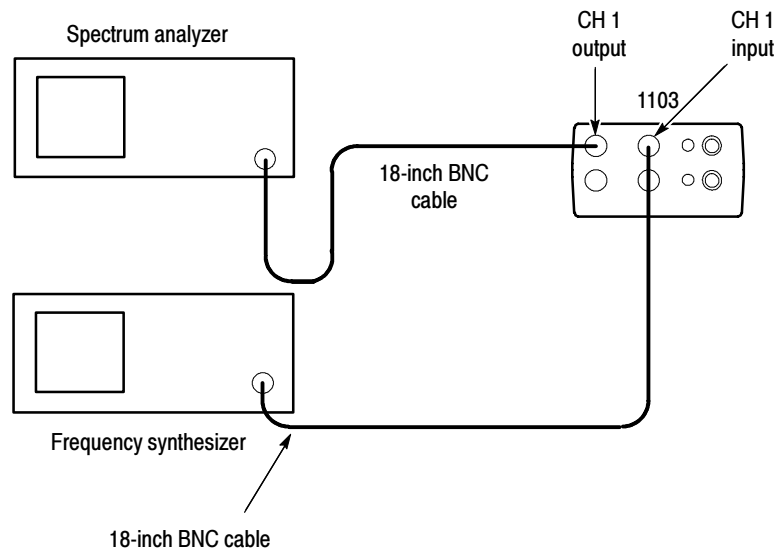 Spectrum analyzer
CH 1
output
CH 1
input
1103
18-inch BNC
cable
Frequency synthesizer
18-inch BNC cable